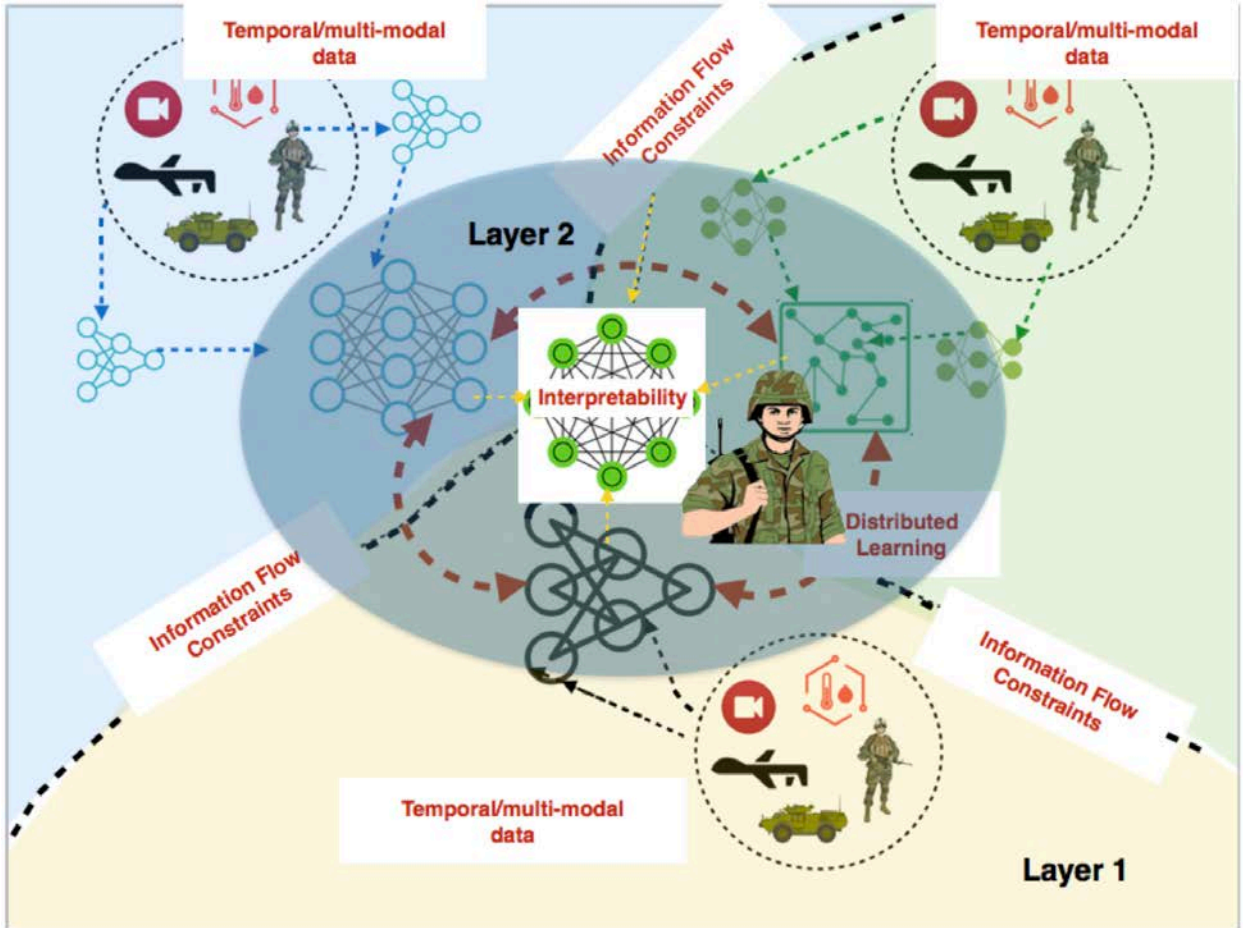 Temporal/multi-modal
data
Temporal/multi-modal
data
Information Flow
Constraints
Layer 2
Interpretability
Distributed
Learning
Information Flow
Constraints
Information Flow
Constraints
Temporal/multi-modal
data
Layer 1